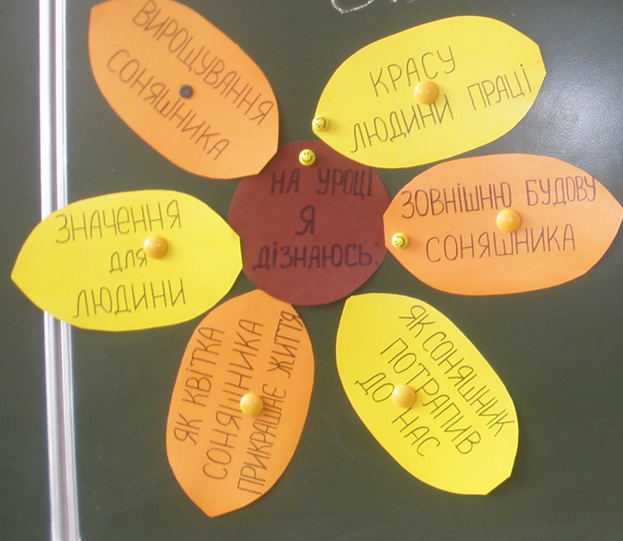 НА УРОЦІ
Я
ДІЗНАЮСЬ:
ВИРОЩУВАННЯ
СОНЯШНИКА
КРАСУ
ЛЮДИНИ ПРАЦІ
ЗОВНІШНЮ БУДОВУ
СОНЯШНИКА
ЯК СОНЯШНИК
ПОТРАПИВ
ДО НАС
ЯК КВІТКА
СОНЯШНИКА
ПРИКРАШАЄ ЖИТТЯ
ЗНАЧЕННЯ
ДЛЯ
ЛЮДИНИ